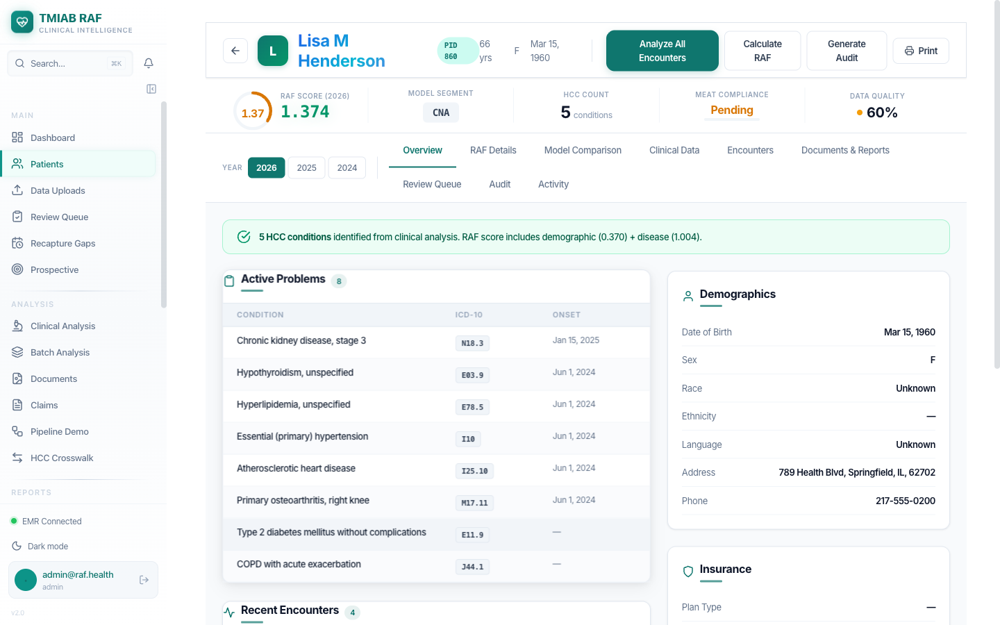 TMIAB RAF
CLINICAL INTELLIGENCE
Search...
⌘K
MAIN
Dashboard
Patients
Data Uploads
Review Queue
Recapture Gaps
Prospective
ANALYSIS
Clinical Analysis
Batch Analysis
Documents
Claims
Pipeline Demo
HCC Crosswalk
REPORTS
EMR Connected
Dark mode
admin@raf.health
admin
v2.0
L
Lisa M
Henderson
PID
860
66
yrs
F
Mar 15,
1960
Analyze All
Encounters
Calculate
RAF
Generate
Audit
Print
1.37
RAF SCORE (2026)
1.374
MODEL SEGMENT
CNA
HCC COUNT
5 conditions
MEAT COMPLIANCE
Pending
DATA QUALITY
60%
YEAR
2026
2025
2024
Overview
RAF Details
Model Comparison
Clinical Data
Encounters
Documents & Reports
Review Queue
Audit
Activity
5 HCC conditions identified from clinical analysis. RAF score includes demographic (0.370) + disease (1.004).
Active Problems 8
CONDITION ICD-10 ONSET
Chronic kidney disease, stage 3 N18.3 Jan 15, 2025
Hypothyroidism, unspecified E03.9 Jun 1, 2024
Hyperlipidemia, unspecified E78.5 Jun 1, 2024
Essential (primary) hypertension I10 Jun 1, 2024
Atherosclerotic heart disease I25.10 Jun 1, 2024
Primary osteoarthritis, right knee M17.11 Jun 1, 2024
Type 2 diabetes mellitus without complications E11.9 —
COPD with acute exacerbation J44.1 —
Recent Encounters 4
Demographics
Date of Birth Mar 15, 1960
Sex F
Race Unknown
Ethnicity —
Language Unknown
Address 789 Health Blvd, Springfield, IL, 62702
Phone 217-555-0200
Insurance
Plan Type —